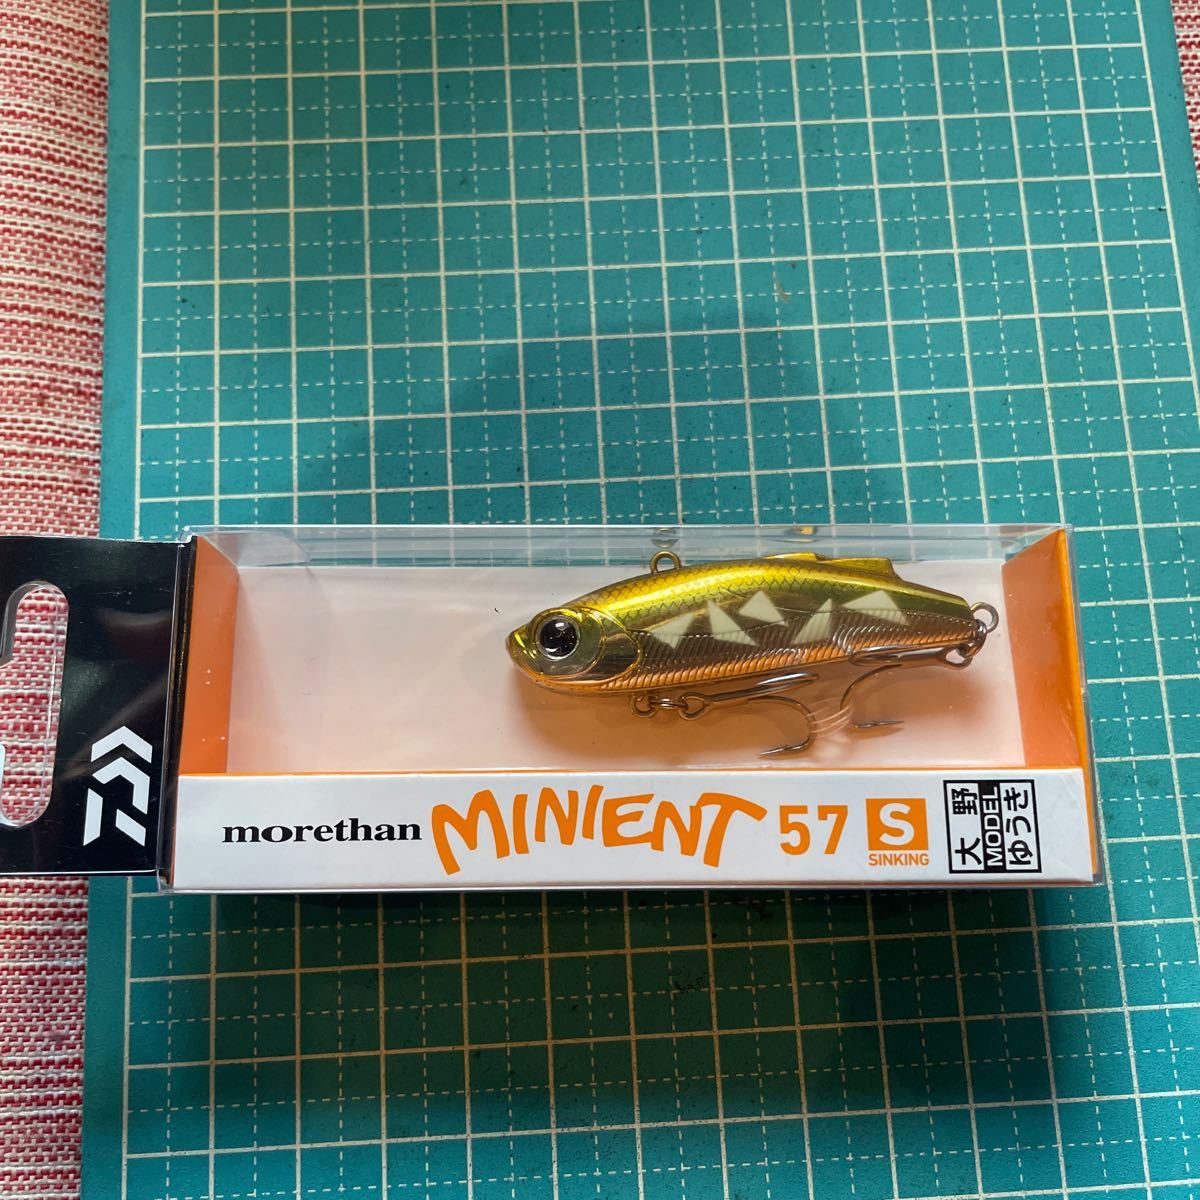 morethan MINIENT 57 S
SINKING
大野
MODEL
ゆうき